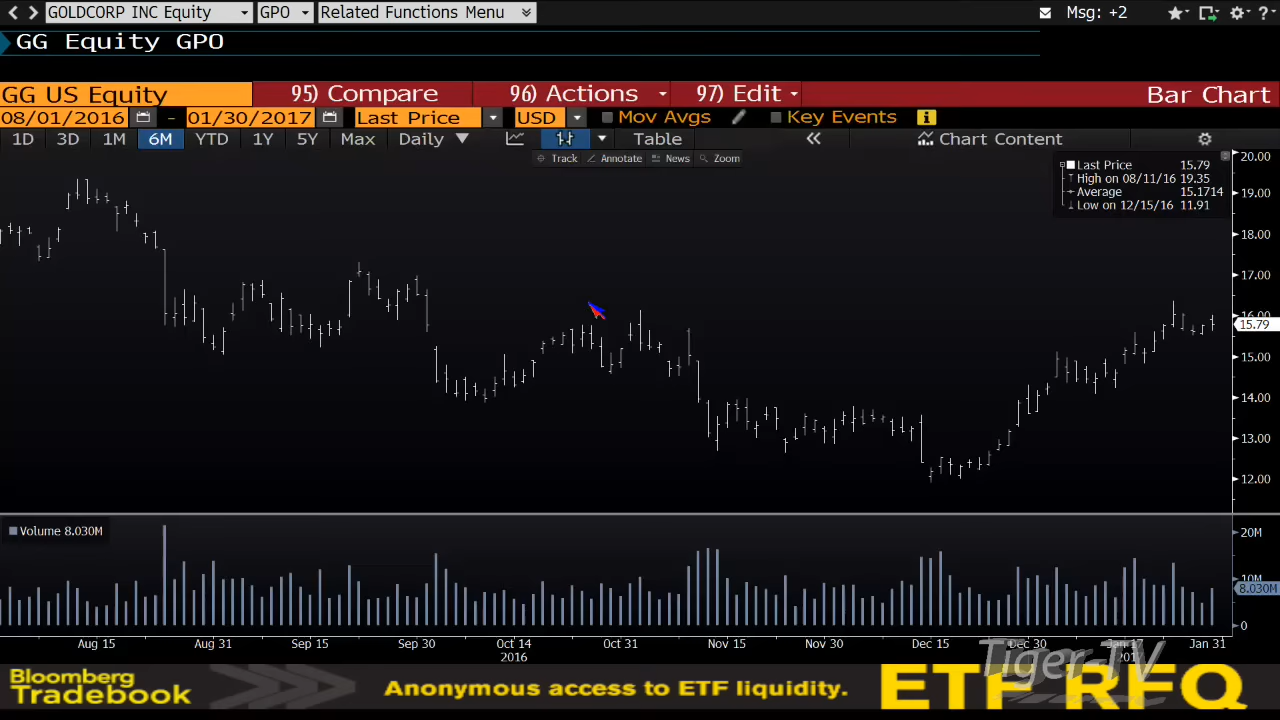 GOLDCORP INC Equity GPO Related Functions Menu Msg: +2 ?
GG Equity GPO
GG US Equity 95) Compare 96) Actions 97) Edit Bar Chart
08/01/2016 - 01/30/2017 Last Price USD Mov Avgs Key Events i
1D 3D 1M 6M YTD 1Y 5Y Max Daily Table « Chart Content
Track Annotate News Zoom
Last Price 15.79
High on 08/11/16 19.35
Average 15.1714
Low on 12/15/16 11.91
20.00
19.00
18.00
17.00
16.00
15.79
15.00
14.00
13.00
12.00
Volume 8.030M
20M
10M
8.030M
0
Aug 15 Aug 31 Sep 15 Sep 30 Oct 14 Oct 31 Nov 15 Nov 30 Dec 15 Dec 30 Jan 17 Jan 31
2016
Tiger-TV
Bloomberg
Tradebook
Anonymous access to ETF liquidity.
ETF RFQ